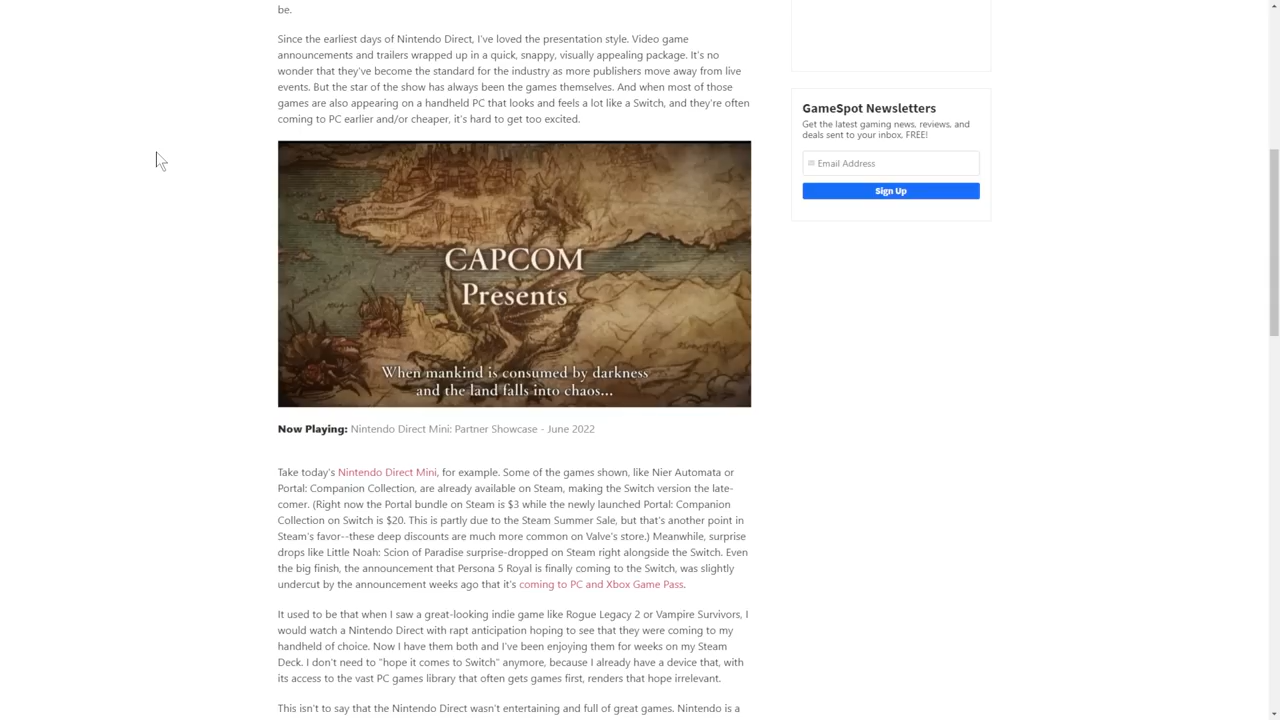 be.
Since the earliest days of Nintendo Direct, I've loved the presentation style. Video game
announcements and trailers wrapped up in a quick, snappy, visually appealing package. It's no
wonder that they've become the standard for the industry as more publishers move away from live
events. But the star of the show has always been the games themselves. And when most of those
games are also appearing on a handheld PC that looks and feels a lot like a Switch, and they're often
coming to PC earlier and/or cheaper, it's hard to get too excited.
CAPCOM
Presents
When mankind is consumed by darkness
and the land falls into chaos...
Now Playing: Nintendo Direct Mini: Partner Showcase - June 2022
Take today's Nintendo Direct Mini, for example. Some of the games shown, like Nier Automata or
Portal: Companion Collection, are already available on Steam, making the Switch version the late-
comer. (Right now the Portal bundle on Steam is $3 while the newly launched Portal: Companion
Collection on Switch is $20. This is partly due to the Steam Summer Sale, but that's another point in
Steam's favor--these deep discounts are much more common on Valve's store.) Meanwhile, surprise
drops like Little Noah: Scion of Paradise surprise-dropped on Steam right alongside the Switch. Even
the big finish, the announcement that Persona 5 Royal is finally coming to the Switch, was slightly
undercut by the announcement weeks ago that it's coming to PC and Xbox Game Pass.
It used to be that when I saw a great-looking indie game like Rogue Legacy 2 or Vampire Survivors, I
would watch a Nintendo Direct with rapt anticipation hoping to see that they were coming to my
handheld of choice. Now I have them both and I've been enjoying them for weeks on my Steam
Deck. I don't need to "hope it comes to Switch" anymore, because I already have a device that, with
its access to the vast PC games library that often gets games first, renders that hope irrelevant.
This isn't to say that the Nintendo Direct wasn't entertaining and full of great games. Nintendo is a
GameSpot Newsletters
Get the latest gaming news, reviews, and
deals sent to your inbox, FREE!
Email Address
Sign Up